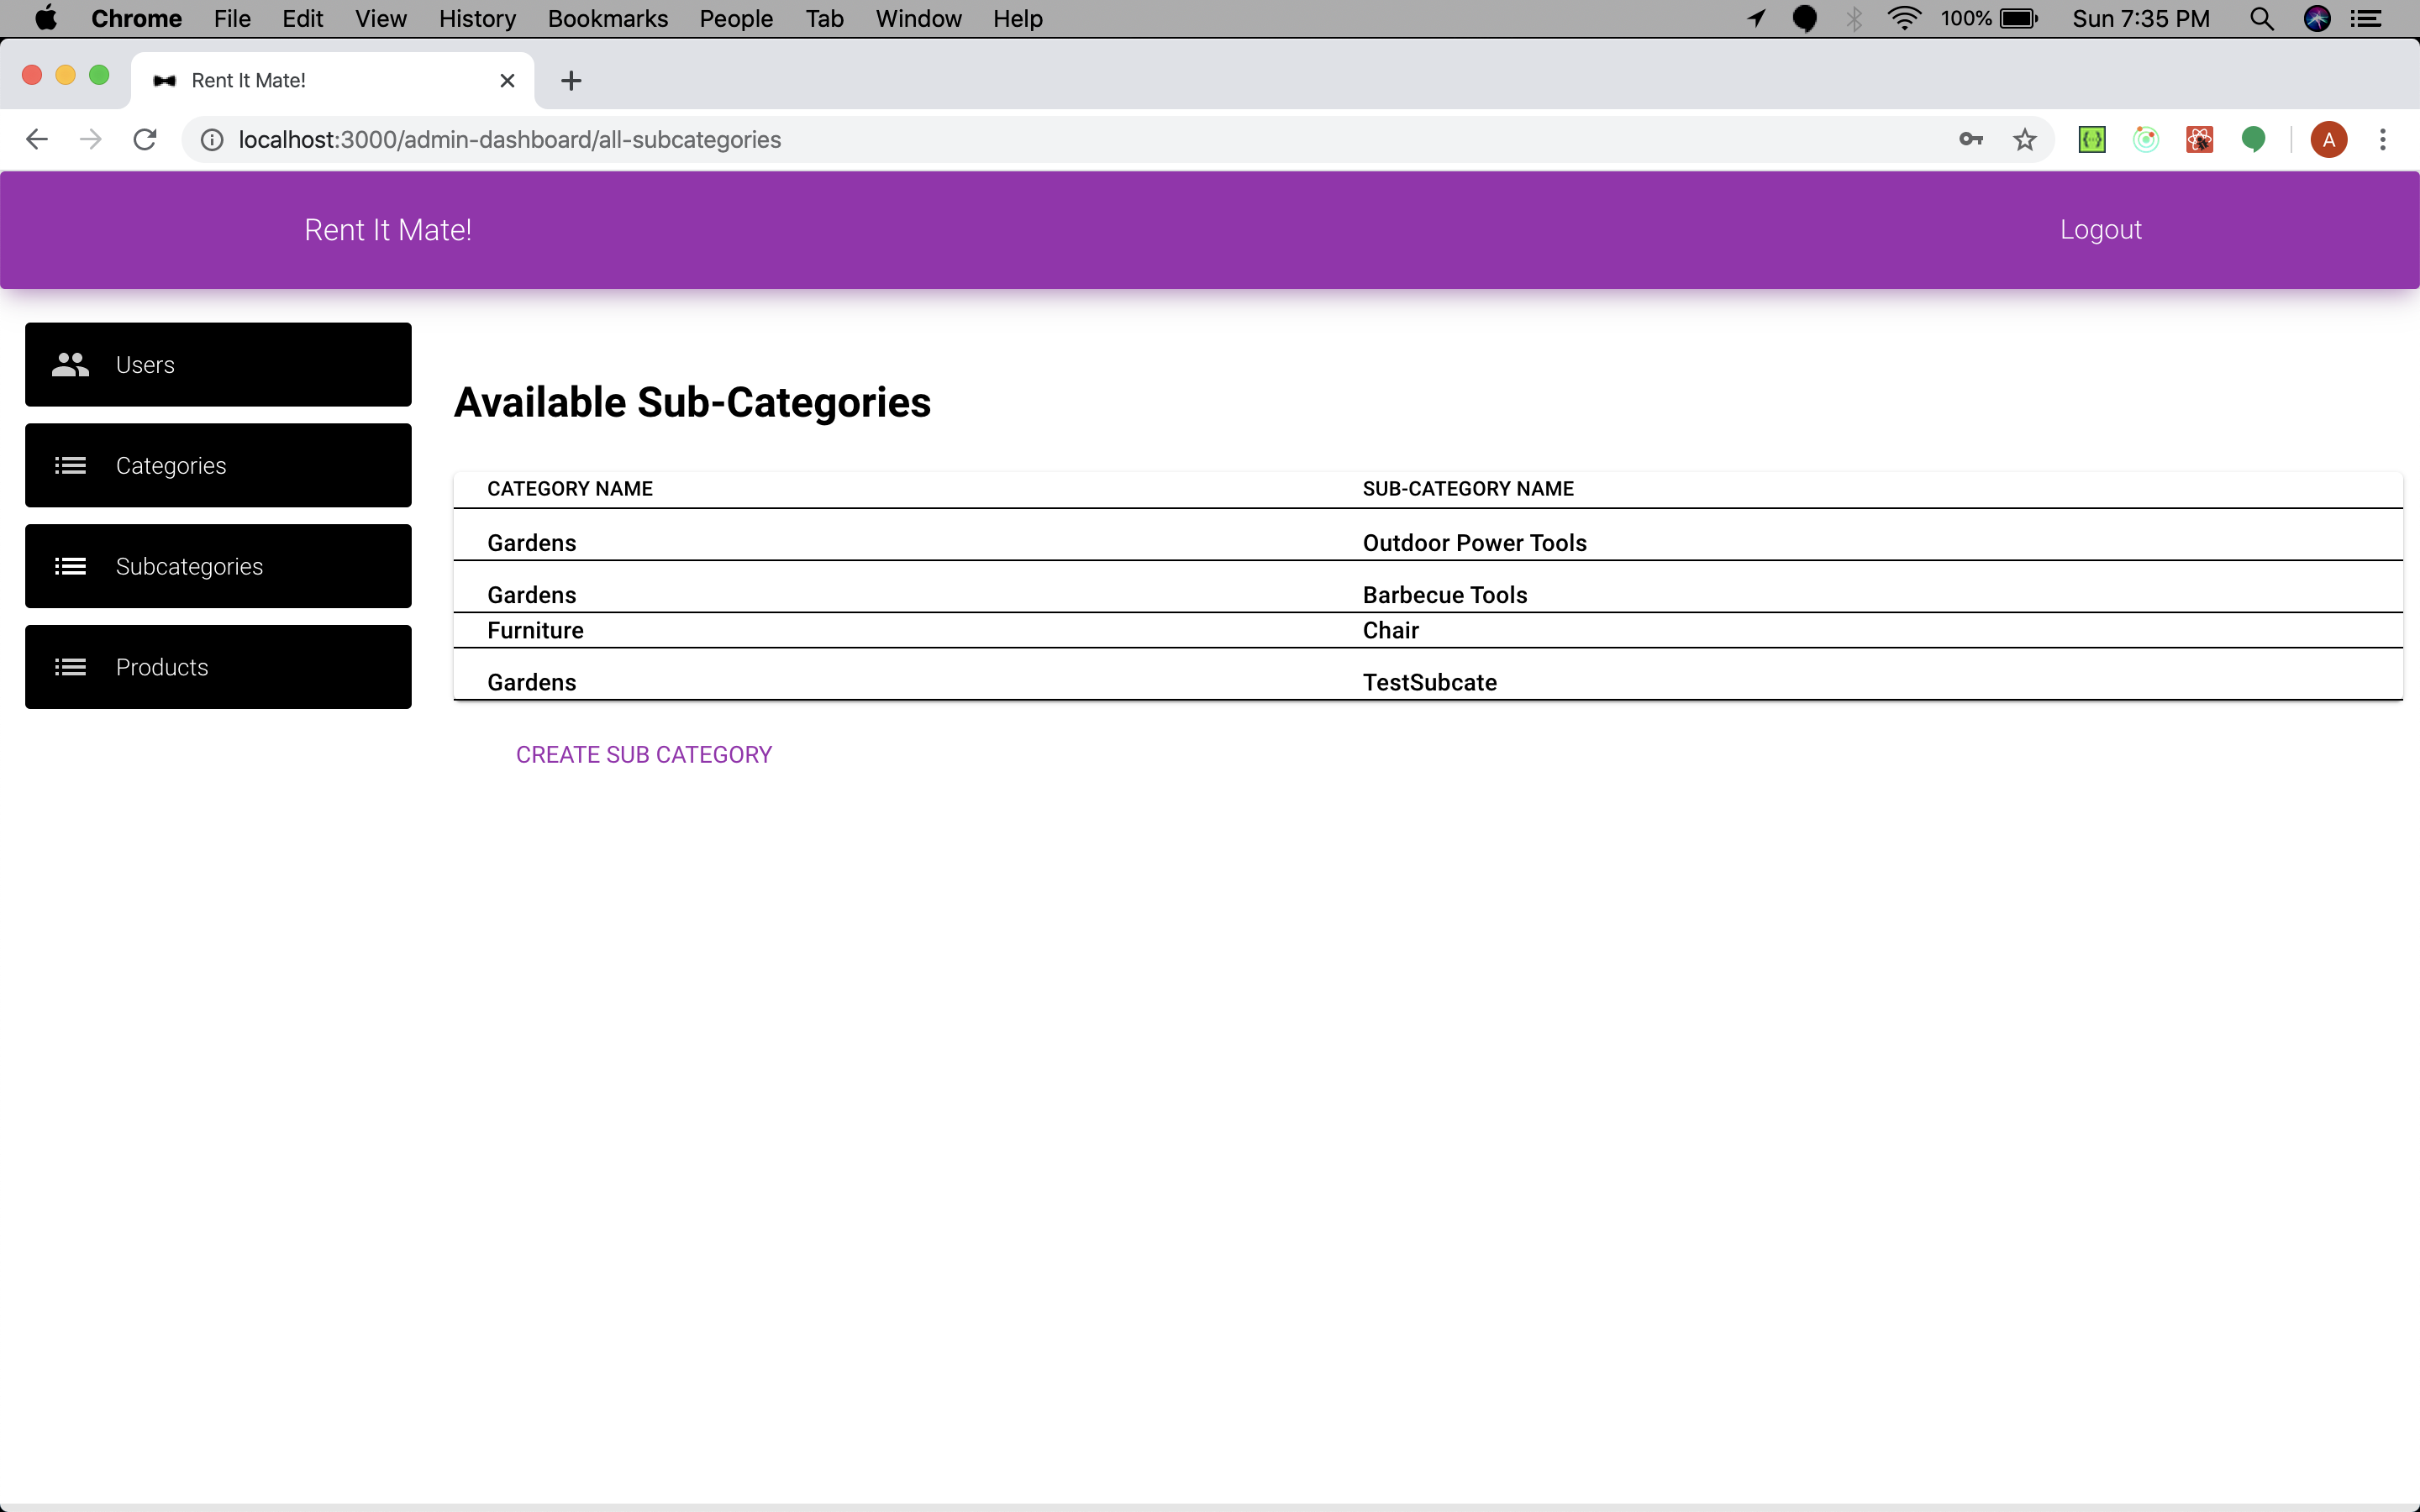 Chrome File Edit View History Bookmarks People Tab Window Help 100% Sun 7:35 PM
Rent It Mate!
localhost:3000/admin-dashboard/all-subcategories A
Rent It Mate! Logout
Users
Categories
Subcategories
Products
Available Sub-Categories
CATEGORY NAME SUB-CATEGORY NAME
Gardens Outdoor Power Tools
Gardens Barbecue Tools
Furniture Chair
Gardens TestSubcate
CREATE SUB CATEGORY